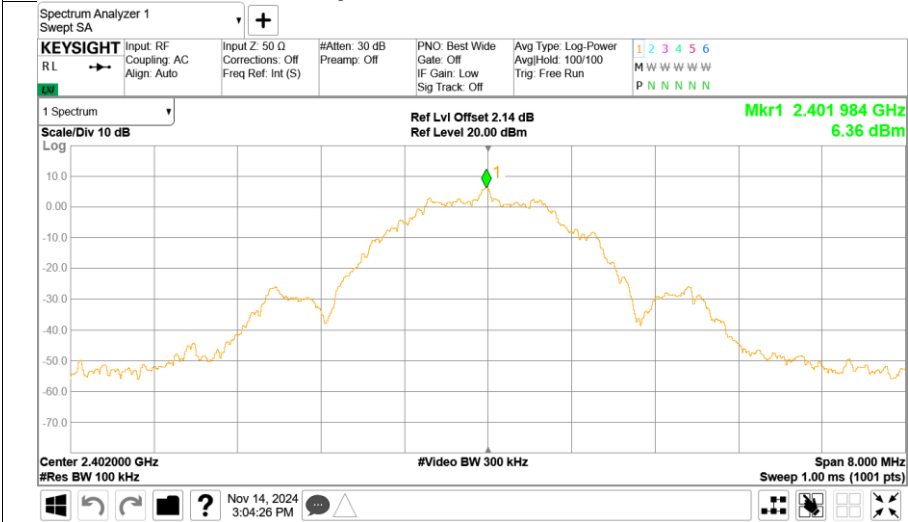 Spectrum Analyzer 1
Swept SA
+
KEYSIGHT
RL
LXI
Input: RF
Coupling: AC
Align: Auto
Input Z: 50 Ω
Corrections: Off
Freq Ref: Int (S)
#Atten: 30 dB
Preamp: Off
PNO: Best Wide
Gate: Off
IF Gain: Low
Sig Track: Off
Avg Type: Log-Power
Avg|Hold: 100/100
Trig: Free Run
1 2 3 4 5 6
M W W W W W
P N N N N N
1 Spectrum
Scale/Div 10 dB
Log
Ref Lvl Offset 2.14 dB
Ref Level 20.00 dBm
Mkr1 2.401 984 GHz
6.36 dBm
1
10.0
0.00
-10.0
-20.0
-30.0
-40.0
-50.0
-60.0
-70.0
Center 2.402000 GHz
#Res BW 100 kHz
#Video BW 300 kHz
Span 8.000 MHz
Sweep 1.00 ms (1001 pts)
?
Nov 14, 2024
3:04:26 PM